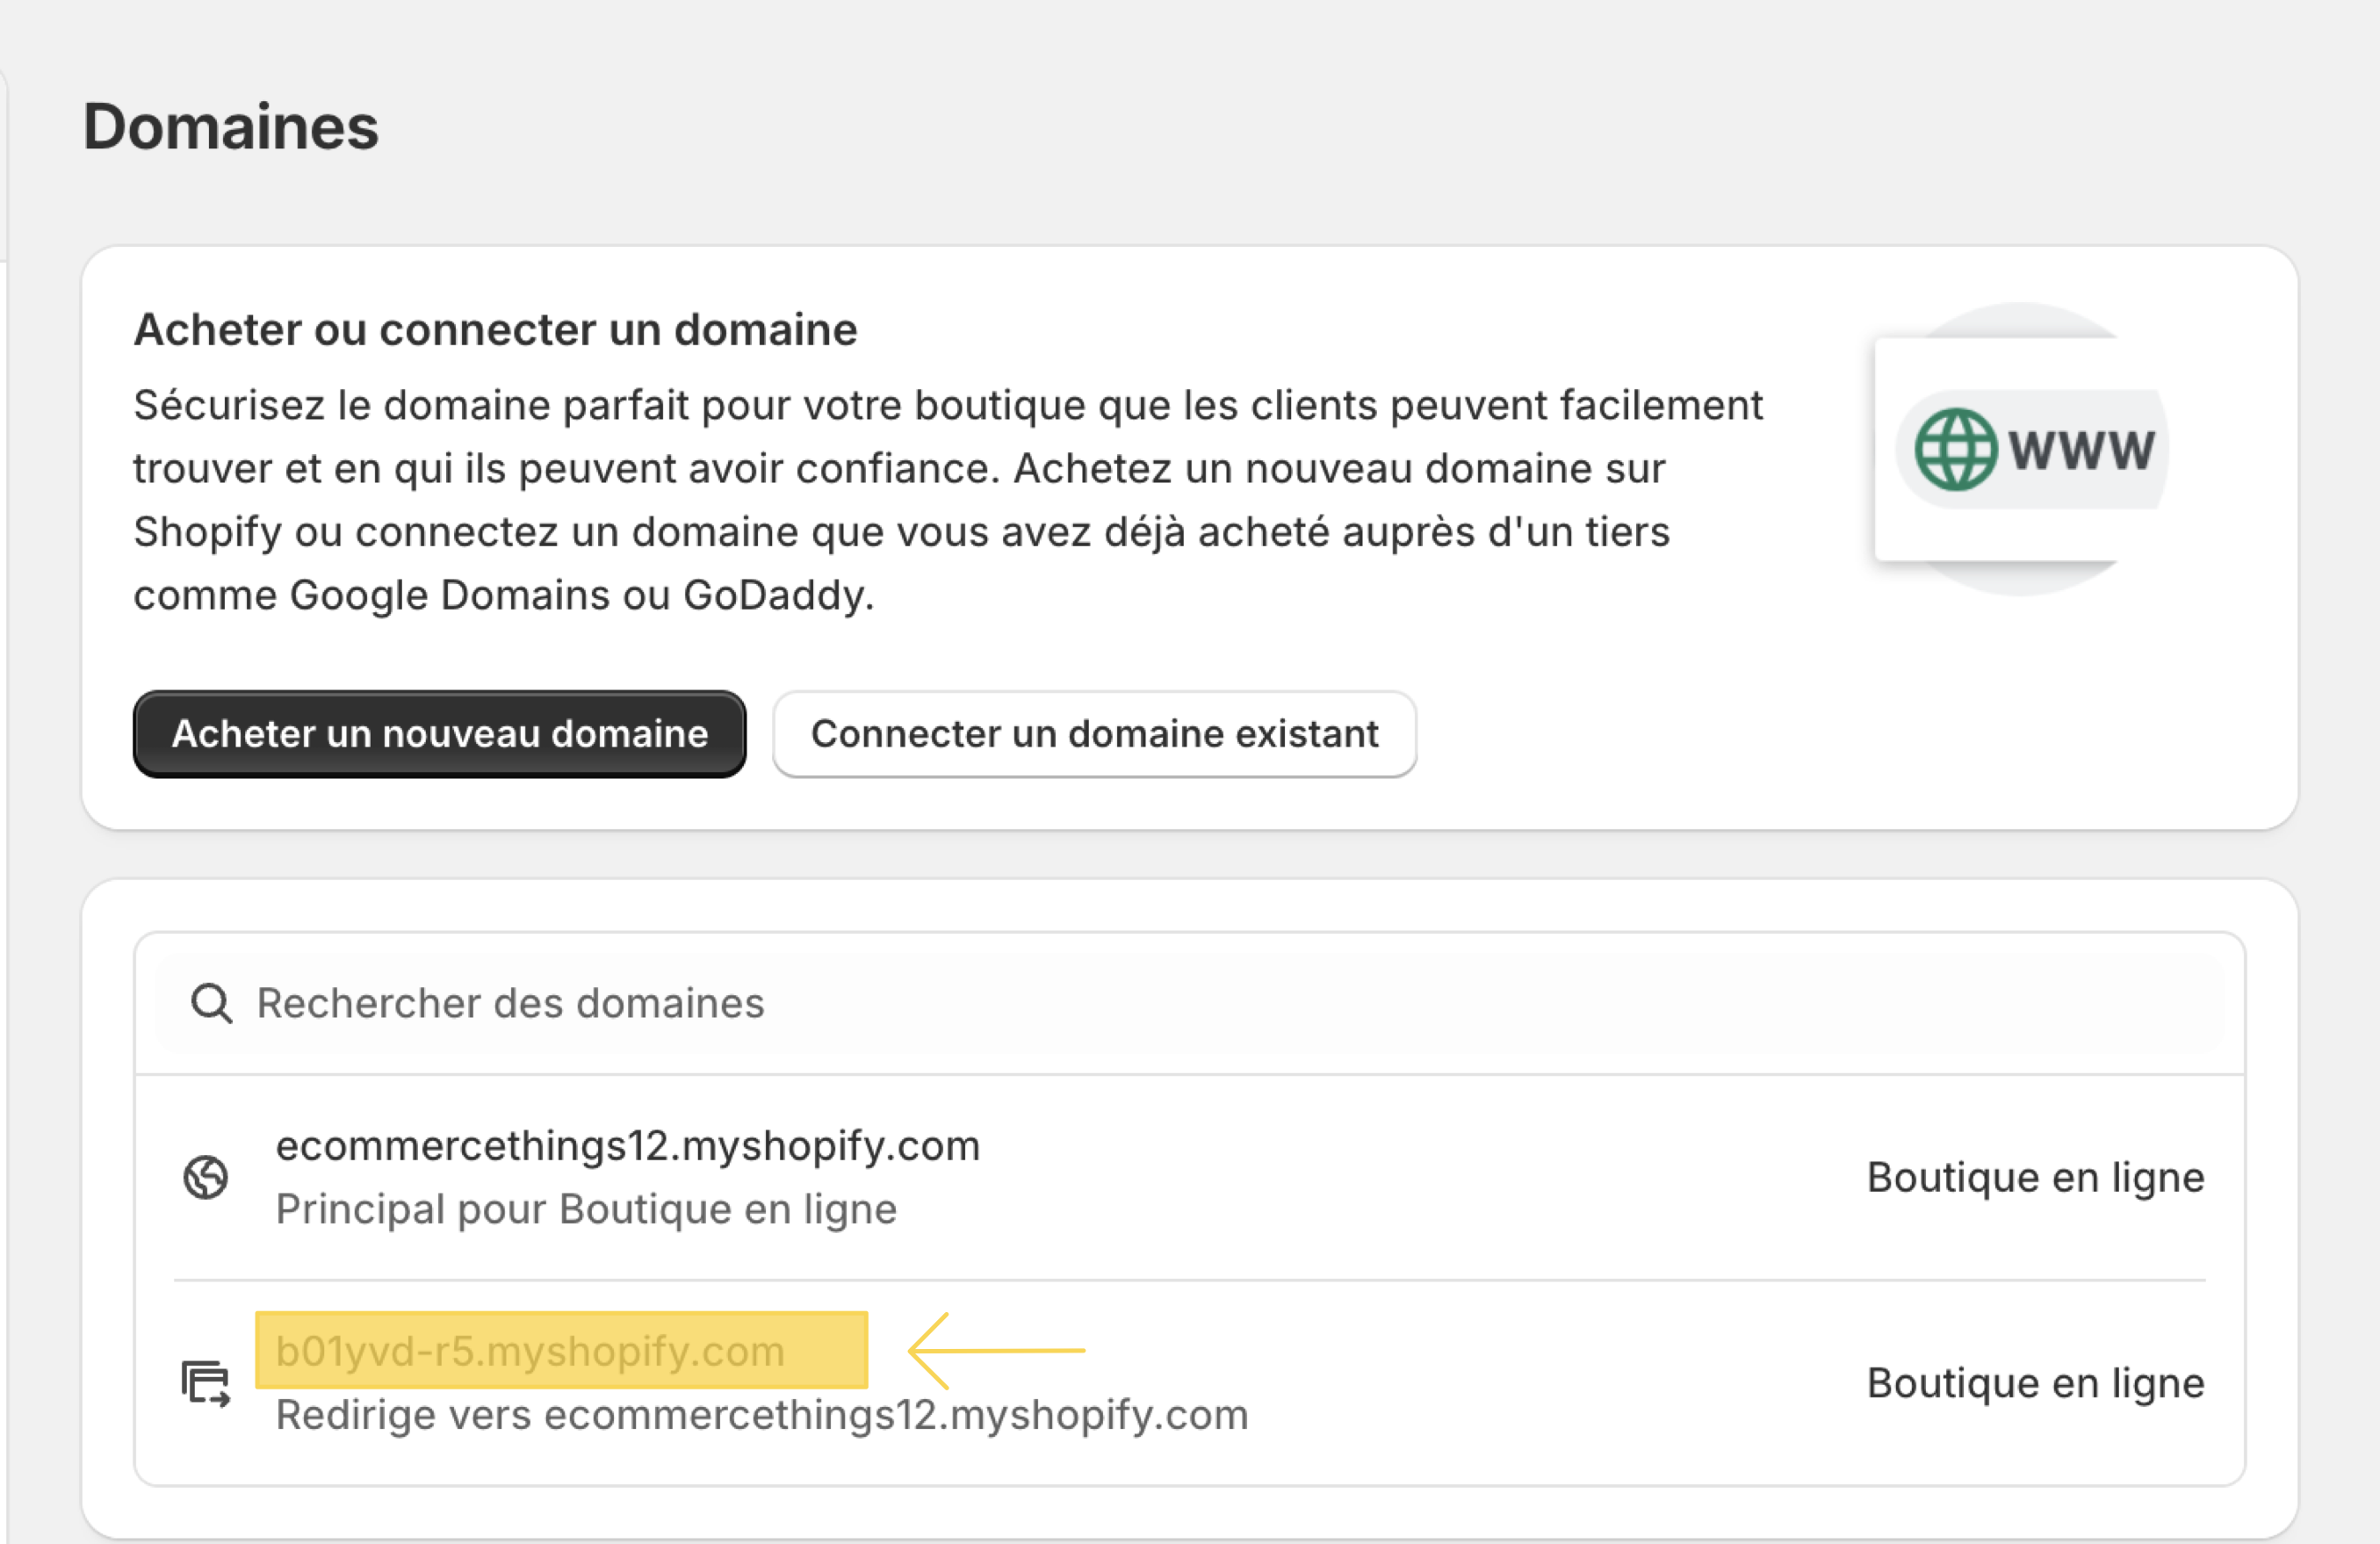 Domaines
Acheter ou connecter un domaine
Sécurisez le domaine parfait pour votre boutique que les clients peuvent facilement
trouver et en qui ils peuvent avoir confiance. Achetez un nouveau domaine sur
Shopify ou connectez un domaine que vous avez déjà acheté auprès d'un tiers
comme Google Domains ou GoDaddy.
WWW
Acheter un nouveau domaine
Connecter un domaine existant
Rechercher des domaines
ecommercethings12.myshopify.com
Principal pour Boutique en ligne
Boutique en ligne
b01yvd-r5.myshopify.com
Redirige vers ecommercethings12.myshopify.com
Boutique en ligne